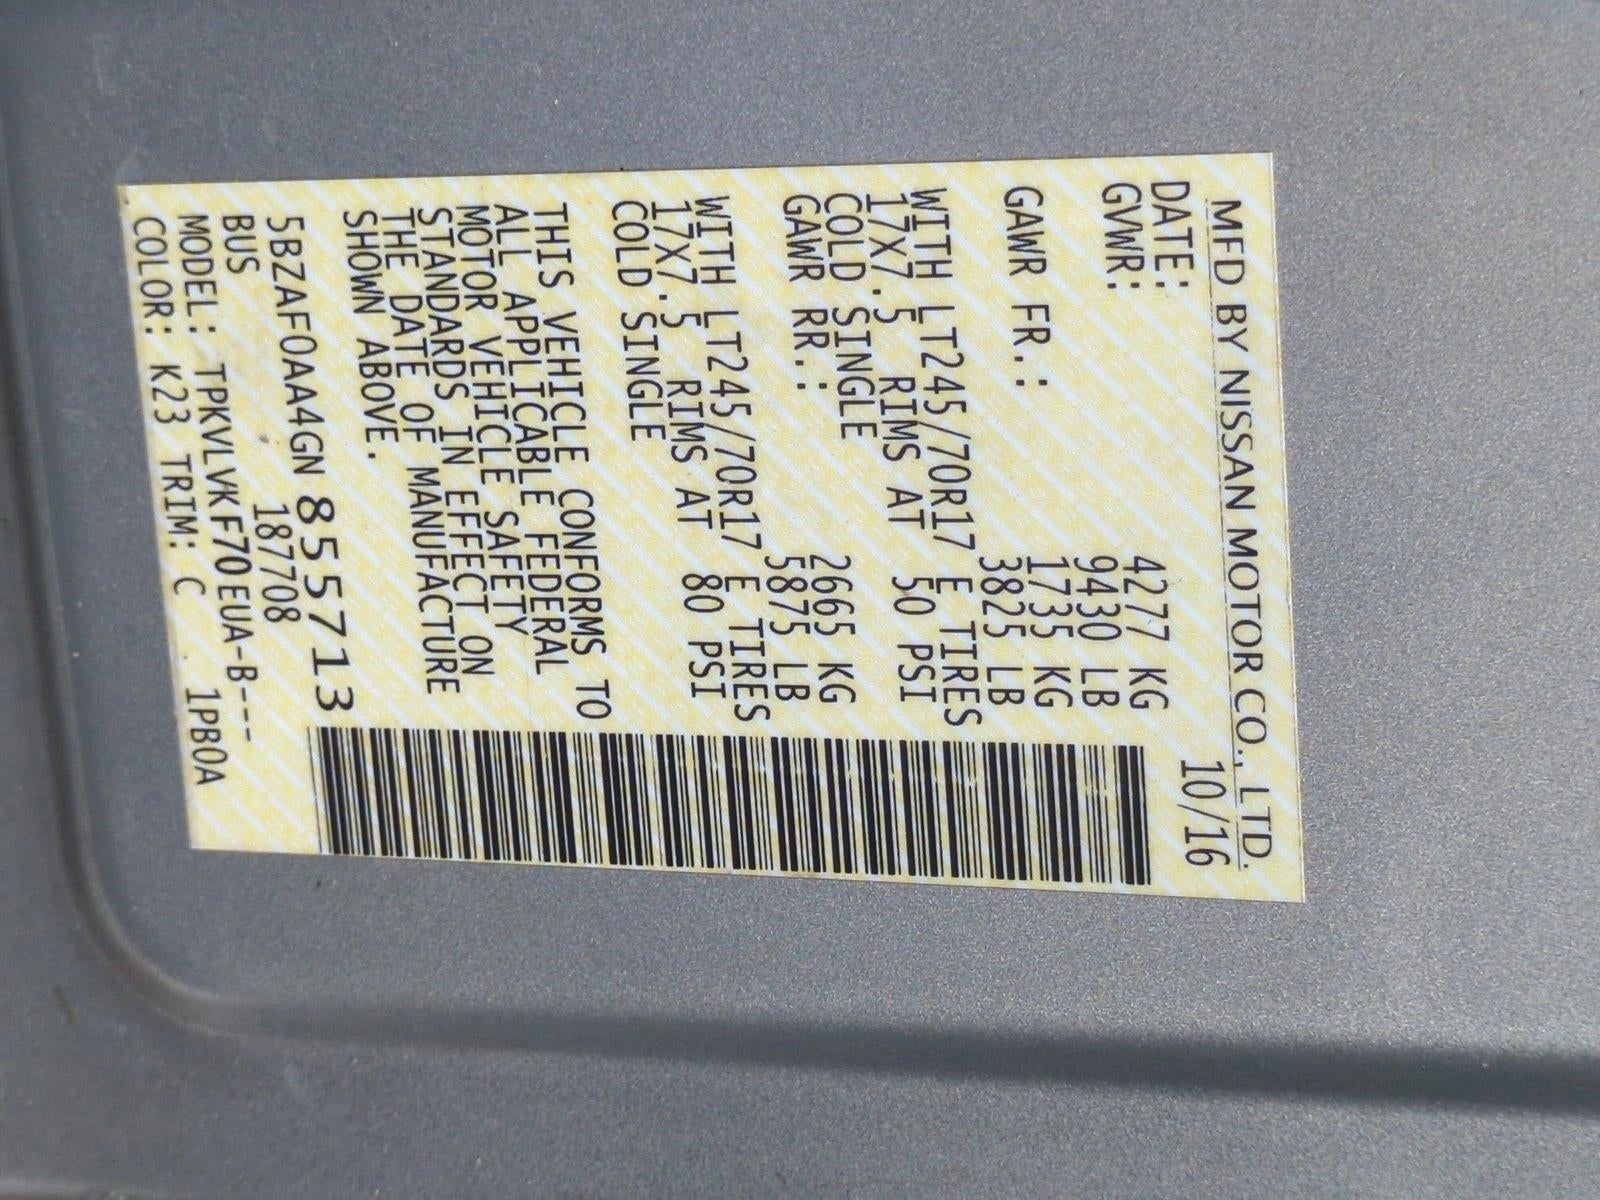 MFD BY NISSAN MOTOR CO., LTD.
DATE: 10/16
GVWR: 4277 KG
9430 LB
GAWR FR.: 1735 KG
3825 LB
WITH LT245/70R17 E TIRES
17X7.5 RIMS AT 50 PSI
COLD SINGLE
GAWR RR.: 2665 KG
5875 LB
WITH LT245/70R17 E TIRES
17X7.5 RIMS AT 80 PSI
COLD SINGLE
THIS VEHICLE CONFORMS TO
ALL APPLICABLE FEDERAL
MOTOR VEHICLE SAFETY
STANDARDS IN EFFECT ON
THE DATE OF MANUFACTURE
SHOWN ABOVE.
5BZAF0AA4GN 855713
BUS 187708
MODEL: TPKVLVKF70EUA-B---
COLOR: K23 TRIM: C 1PB0A